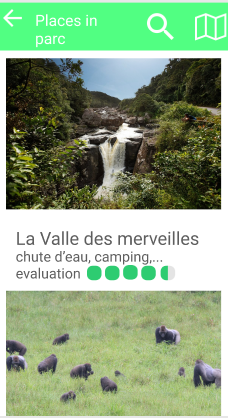 Places in
parc
La Valle des merveilles
chute d'eau, camping,...
evaluation